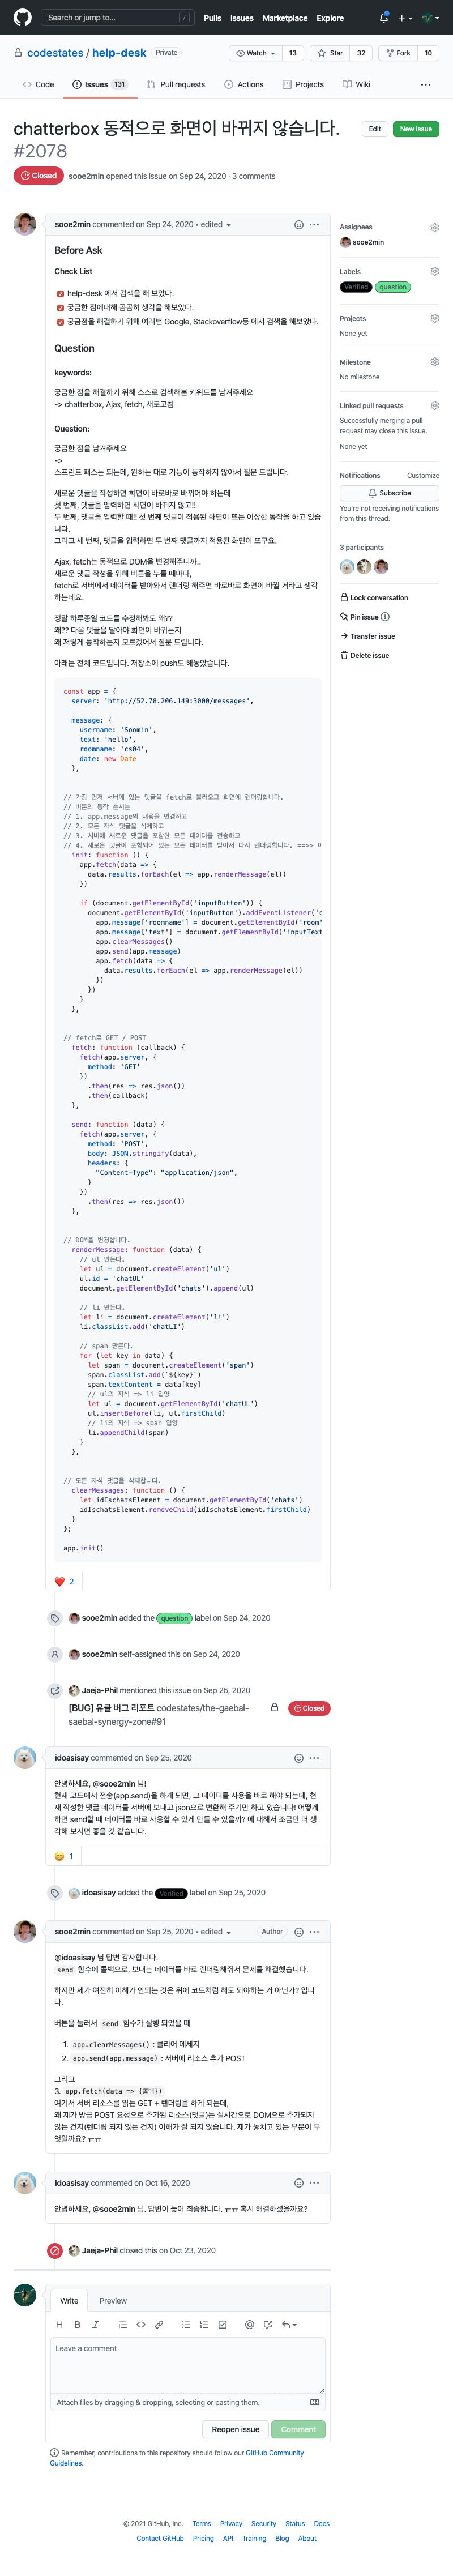 Search or jump to...
/
Pulls Issues Marketplace Explore
codestates / help-desk Private
Watch 13 Star 32 Fork 10
Code Issues 131 Pull requests Actions Projects Wiki
chatterbox 동적으로 화면이 바뀌지 않습니다.
#2078
Edit New issue
Closed sooe2min opened this issue on Sep 24, 2020 · 3 comments
sooe2min commented on Sep 24, 2020 • edited
Before Ask
Check List
help-desk 에서 검색을 해 보았다.
궁금한 점에대해 곰곰히 생각을 해보았다.
궁금점을 해결하기 위해 여러번 Google, Stackoverflow등 에서 검색을 해보았다.
Question
keywords:
궁금한 점을 해결하기 위해 스스로 검색해본 키워드를 남겨주세요
-> chatterbox, Ajax, fetch, 새로고침
Question:
궁금한 점을 남겨주세요
->
스프린트 패스는 되는데, 원하는 대로 기능이 동작하지 않아서 질문 드립니다.
새로운 댓글을 작성하면 화면이 바로바로 바뀌어야 하는데
첫 번째, 댓글을 입력하면 화면이 바뀌지 않고!!
두 번째, 댓글을 입력할 때!! 첫 번째 댓글이 적용된 화면이 뜨는 이상한 동작을 하고 있습니
다.
그리고 세 번째, 댓글을 입력하면 두 번째 댓글까지 적용된 화면이 뜨구요.
Ajax, fetch는 동적으로 DOM을 변경해주니까..
새로운 댓글 작성을 위해 버튼을 누를 때마다,
fetch로 서버에서 데이터를 받아와서 렌더링 해주면 바로바로 화면이 바뀔 거라고 생각
하는데요.
정말 하루종일 코드를 수정해봐도 왜??
왜?? 다음 댓글을 달아야 화면이 바뀌는지
왜 저렇게 동작하는지 모르겠어서 질문 드립니다.
아래는 전체 코드입니다. 저장소에 push도 해놓았습니다.
const app = {
server: 'http://52.78.206.149:3000/messages',
message: {
username: 'Soomin',
text: 'hello',
roomname: 'cs04',
date: new Date
},
// 가장 먼저 서버에 있는 댓글을 fetch로 불러오고 화면에 렌더링합니다.
// 버튼의 동작 순서는
// 1. app.message의 내용을 변경하고
// 2. 모든 자식 댓글을 삭제하고
// 3. 서버에 새로운 댓글을 포함한 모든 데이터를 전송하고
// 4. 새로운 댓글이 포함되어 있는 모든 데이터를 받아서 다시 렌더링합니다. ==>> 여
init: function () {
app.fetch(data => {
data.results.forEach(el => app.renderMessage(el))
})
if (document.getElementById('inputButton')) {
document.getElementById('inputButton').addEventListener('c
app.message['roomname'] = document.getElementById('room'
app.message['text'] = document.getElementById('inputText
app.clearMessages()
app.send(app.message)
app.fetch(data => {
data.results.forEach(el => app.renderMessage(el))
})
})
}
},
// fetch로 GET / POST
fetch: function (callback) {
fetch(app.server, {
method: 'GET'
})
.then(res => res.json())
.then(callback)
},
send: function (data) {
fetch(app.server, {
method: 'POST',
body: JSON.stringify(data),
headers: {
"Content-Type": "application/json",
}
})
.then(res => res.json())
},
// DOM을 변경합니다.
renderMessage: function (data) {
// ul 만든다.
let ul = document.createElement('ul')
ul.id = 'chatUL'
document.getElementById('chats').append(ul)
// li 만든다.
let li = document.createElement('li')
li.classList.add('chatLI')
// span 만든다.
for (let key in data) {
let span = document.createElement('span')
span.classList.add(`${key}`)
span.textContent = data[key]
// ul의 자식 => li 입양
let ul = document.getElementById('chatUL')
ul.insertBefore(li, ul.firstChild)
// li의 자식 => span 입양
li.appendChild(span)
}
},
// 모든 자식 댓글을 삭제합니다.
clearMessages: function () {
let idIschatsElement = document.getElementById('chats')
idIschatsElement.removeChild(idIschatsElement.firstChild)
}
};
app.init()
❤️ 2
sooe2min added the question label on Sep 24, 2020
sooe2min self-assigned this on Sep 24, 2020
Jaeja-Phil mentioned this issue on Sep 25, 2020
[BUG] 유클 버그 리포트 codestates/the-gaebal-
saebal-synergy-zone#91
Closed
idoasisay commented on Sep 25, 2020
안녕하세요, @sooe2min 님!
현재 코드에서 전송(app.send)을 하게 되면, 그 데이터를 사용을 바로 해야 되는데, 현
재 작성한 댓글 데이터를 서버에 보내고 json으로 변환해 주기만 하고 있습니다! 어떻게
하면 send할 때 데이터를 바로 사용할 수 있게 만들 수 있을까? 에 대해서 조금만 더 생
각해 보시면 좋을 것 같습니다.
😄 1
idoasisay added the Verified label on Sep 25, 2020
sooe2min commented on Sep 25, 2020 • edited Author
@idoasisay 님 답변 감사합니다.
send 함수에 콜백으로, 보내는 데이터를 바로 렌더링해줘서 문제를 해결했습니다.
하지만 제가 여전히 이해가 안되는 것은 위에 코드처럼 해도 되야하는 거 아닌가? 입니
다.
버튼을 눌러서 send 함수가 실행 되었을 때
1. app.clearMessages() : 클리어 메세지
2. app.send(app.message) : 서버에 리소스 추가 POST
그리고
3. app.fetch(data => {콜백})
여기서 서버 리소스를 읽는 GET + 렌더링을 하게 되는데,
왜 제가 방금 POST 요청으로 추가된 리소스(댓글)는 실시간으로 DOM으로 추가되지
않는 건지(렌더링 되지 않는 건지) 이해가 잘 되지 않습니다. 제가 놓치고 있는 부분이 무
엇일까요? ㅠㅠ
idoasisay commented on Oct 16, 2020
안녕하세요, @sooe2min 님. 답변이 늦어 죄송합니다. ㅠㅠ 혹시 해결하셨을까요?
Jaeja-Phil closed this on Oct 23, 2020
Write Preview
Leave a comment
Attach files by dragging & dropping, selecting or pasting them.
Reopen issue Comment
Remember, contributions to this repository should follow our GitHub Community
Guidelines.
Assignees
sooe2min
Labels
Verified question
Projects
None yet
Milestone
No milestone
Linked pull requests
Successfully merging a pull
request may close this issue.
None yet
Notifications Customize
Subscribe
You're not receiving notifications
from this thread.
3 participants
Lock conversation
Pin issue
Transfer issue
Delete issue
© 2021 GitHub, Inc. Terms Privacy Security Status Docs
Contact GitHub Pricing API Training Blog About